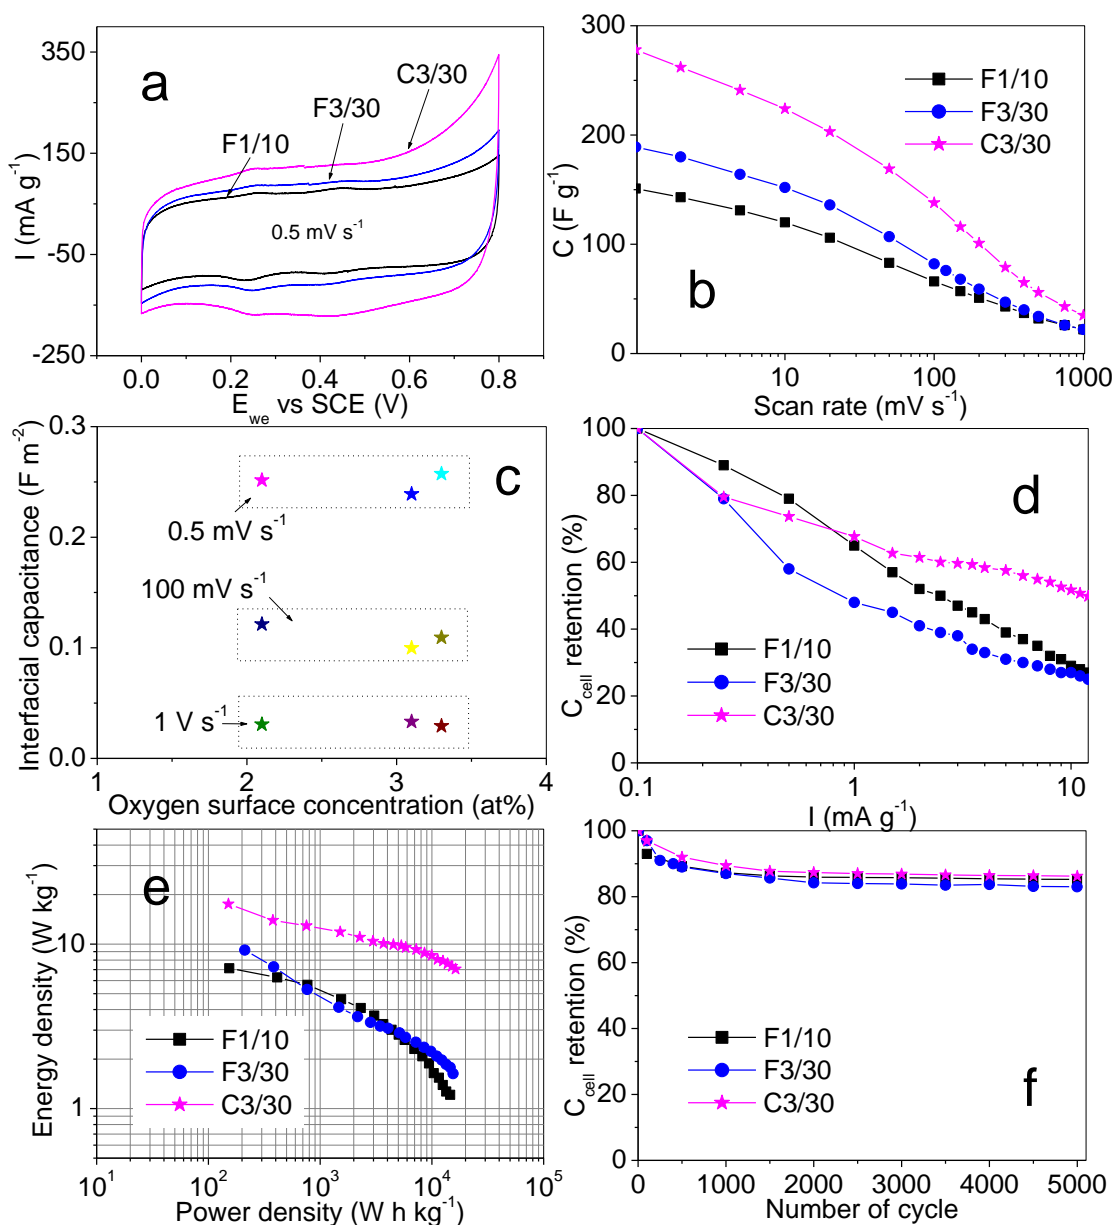 a
350
150
-50
-250
I (mA g⁻¹)
C3/30
F3/30
F1/10
0.5 mV s⁻¹
0.0 0.2 0.4 0.6 0.8
E_we vs SCE (V)
b
300
200
100
0
C (F g⁻¹)
F1/10
F3/30
C3/30
1 10 100 1000
Scan rate (mV s⁻¹)
c
0.3
0.2
0.1
0.0
Interfacial capacitance (F m⁻²)
0.5 mV s⁻¹
100 mV s⁻¹
1 V s⁻¹
1 2 3 4
Oxygen surface concentration (at%)
d
100
80
60
40
20
0
C_cell retention (%)
F1/10
F3/30
C3/30
0.1 1 10
I (mA g⁻¹)
e
10
1
Energy density (W kg⁻¹)
F1/10
F3/30
C3/30
10¹ 10² 10³ 10⁴ 10⁵
Power density (W h kg⁻¹)
f
100
80
60
40
20
0
C_cell retention (%)
F1/10
F3/30
C3/30
0 1000 2000 3000 4000 5000
Number of cycle